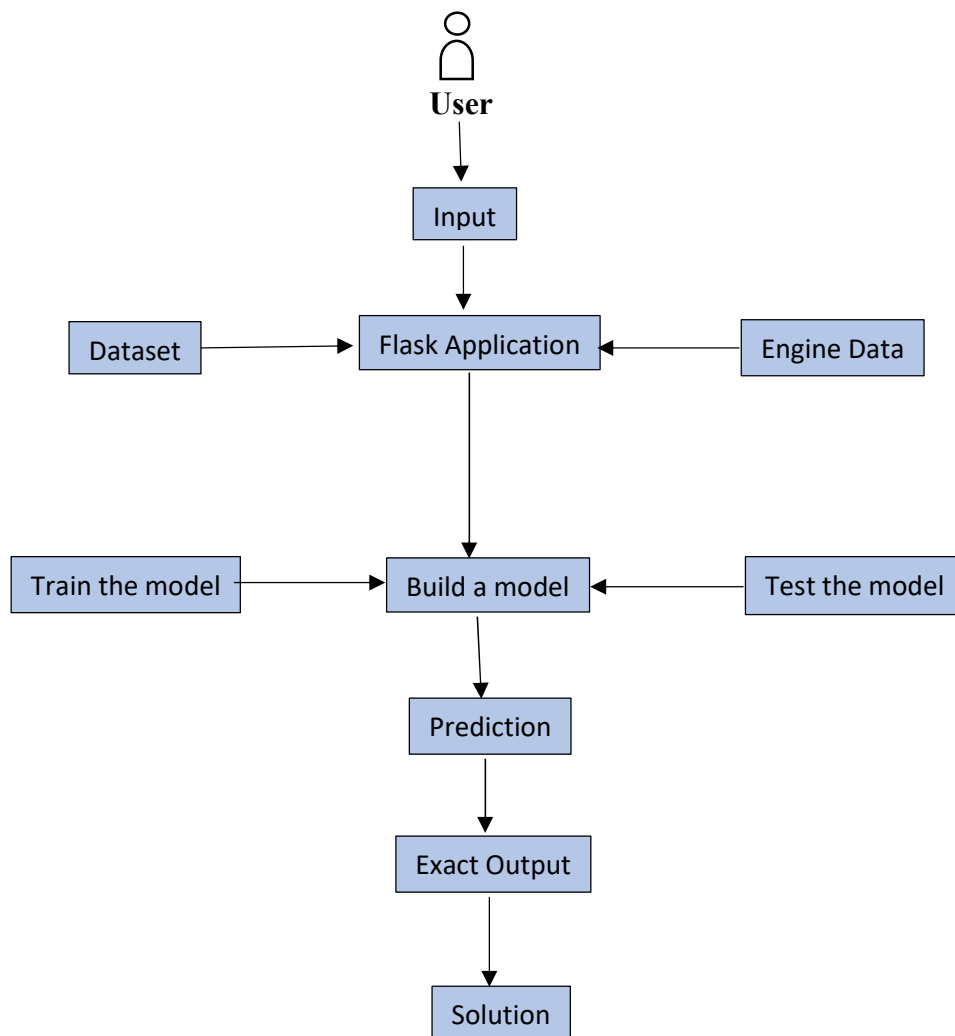 User
Input
Dataset
Flask Application
Engine Data
Train the model
Build a model
Test the model
Prediction
Exact Output
Solution